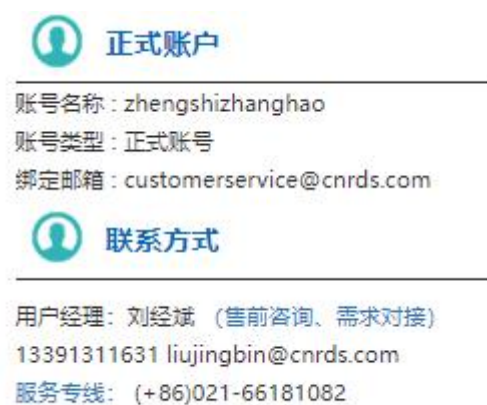 正式账户
账号名称：zhengshizhanghao
账号类型：正式账号
绑定邮箱：customerservice@cnrds.com
联系方式
用户经理：刘经斌 （售前咨询、需求对接）
13391311631 liujingbin@cnrds.com
服务专线： (+86)021-66181082